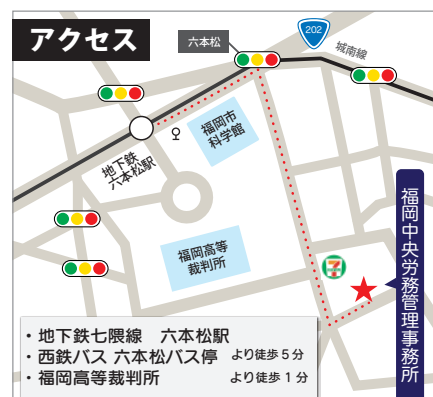 アクセス
六本松
202
城南線
福岡市
科学館
地下鉄
六本松駅
福岡高等
裁判所
7
福岡中央労務管理事務所
・地下鉄七隈線 六本松駅
・西鉄バス 六本松バス停 より徒歩5分
・福岡高等裁判所 より徒歩1分